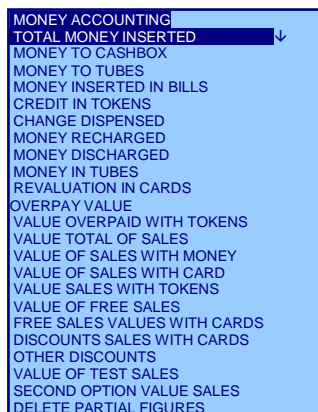 MONEY ACCOUNTING
TOTAL MONEY INSERTED ↓
MONEY TO CASHBOX
MONEY TO TUBES
MONEY INSERTED IN BILLS
CREDIT IN TOKENS
CHANGE DISPENSED
MONEY RECHARGED
MONEY DISCHARGED
MONEY IN TUBES
REVALUATION IN CARDS
OVERPAY VALUE
VALUE OVERPAID WITH TOKENS
VALUE TOTAL OF SALES
VALUE OF SALES WITH MONEY
VALUE OF SALES WITH CARD
VALUE SALES WITH TOKENS
VALUE OF FREE SALES
FREE SALES VALUES WITH CARDS
DISCOUNTS SALES WITH CARDS
OTHER DISCOUNTS
VALUE OF TEST SALES
SECOND OPTION VALUE SALES
DELETE PARTIAL FIGURES